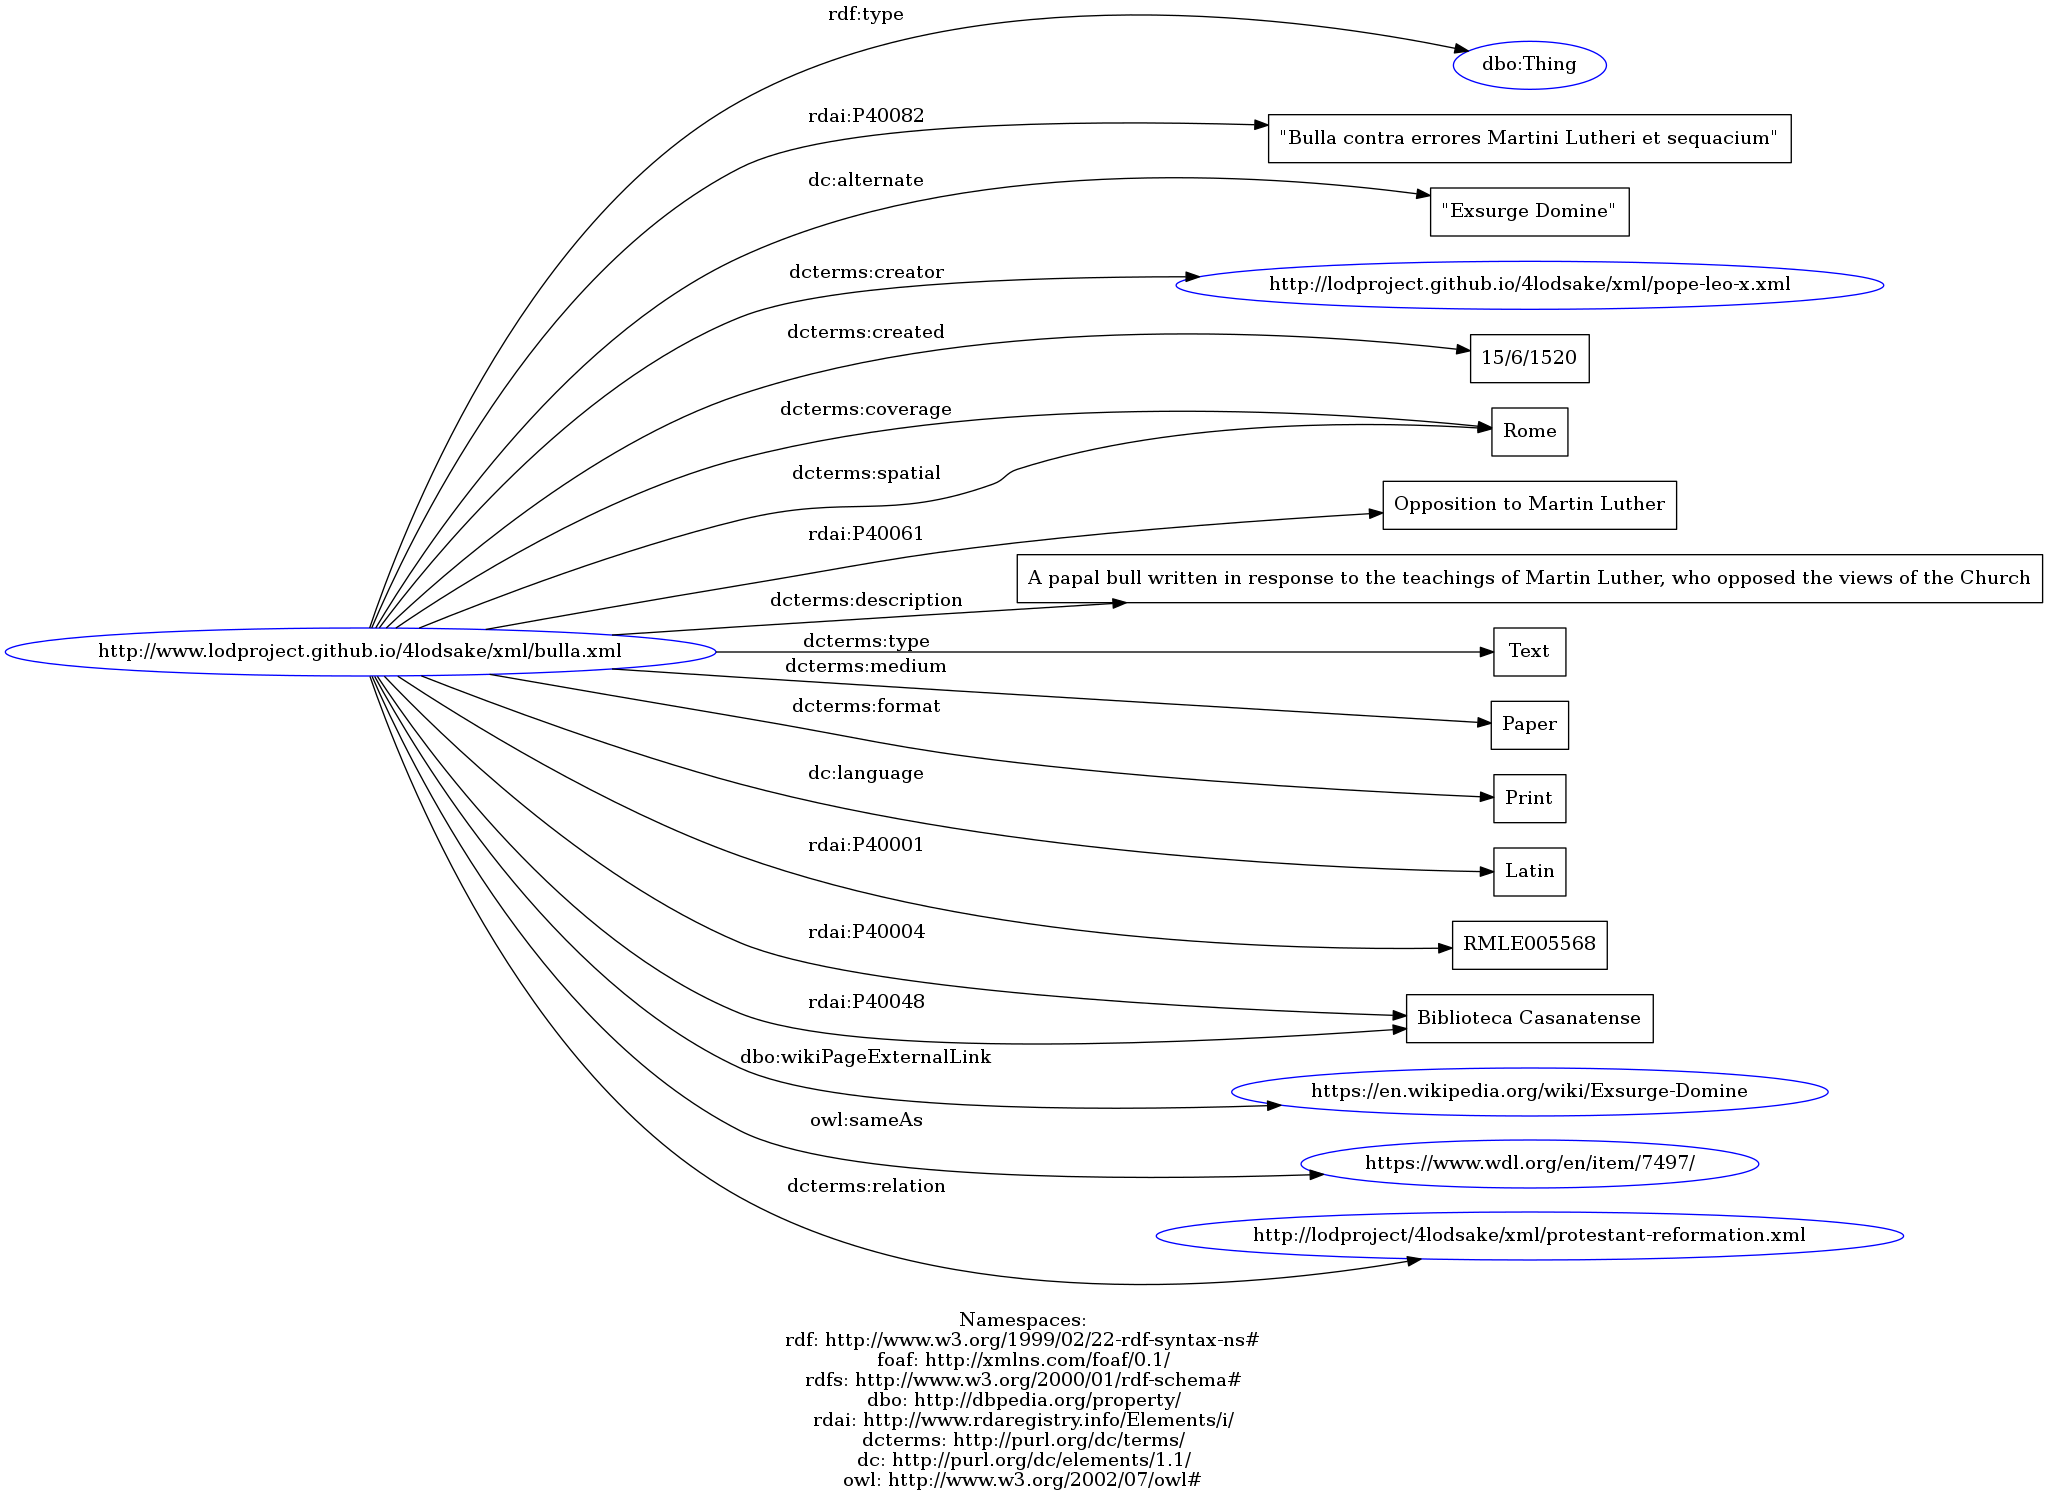 rdf:type
dbo:Thing
rdai:P40082
"Bulla contra errores Martini Lutheri et sequacium"
dc:alternate
"Exsurge Domine"
dcterms:creator
http://lodproject.github.io/4lodsake/xml/pope-leo-x.xml
dcterms:created
15/6/1520
dcterms:coverage
Rome
dcterms:spatial
rdai:P40061
Opposition to Martin Luther
dcterms:description
A papal bull written in response to the teachings of Martin Luther, who opposed the views of the Church
http://www.lodproject.github.io/4lodsake/xml/bulla.xml
dcterms:type
Text
dcterms:medium
Paper
dcterms:format
Print
dc:language
Latin
rdai:P40001
RMLE005568
rdai:P40004
Biblioteca Casanatense
rdai:P40048
dbo:wikiPageExternalLink
https://en.wikipedia.org/wiki/Exsurge-Domine
owl:sameAs
https://www.wdl.org/en/item/7497/
dcterms:relation
http://lodproject/4lodsake/xml/protestant-reformation.xml
Namespaces:
rdf: http://www.w3.org/1999/02/22-rdf-syntax-ns#
foaf: http://xmlns.com/foaf/0.1/
rdfs: http://www.w3.org/2000/01/rdf-schema#
dbo: http://dbpedia.org/property/
rdai: http://www.rdaregistry.info/Elements/i/
dcterms: http://purl.org/dc/terms/
dc: http://purl.org/dc/elements/1.1/
owl: http://www.w3.org/2002/07/owl#